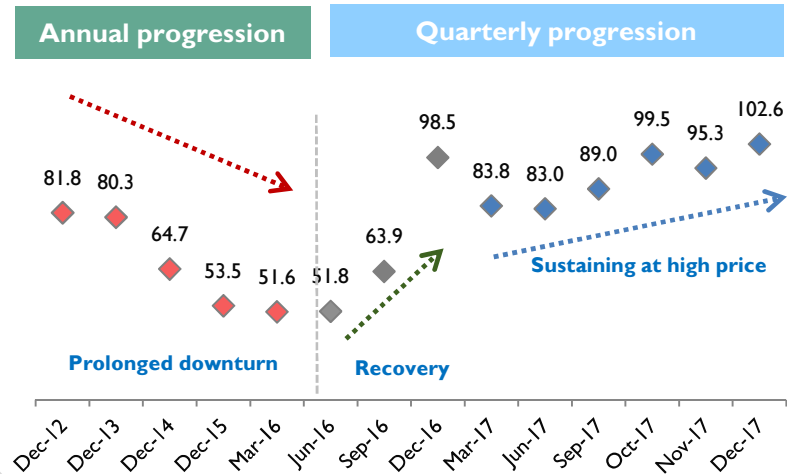 Annual progression
Quarterly progression
81.8
80.3
64.7
53.5
51.6
51.8
63.9
98.5
83.8
83.0
89.0
99.5
95.3
102.6
Sustaining at high price
Prolonged downturn
Recovery
Dec-12
Dec-13
Dec-14
Dec-15
Mar-16
Jun-16
Sep-16
Dec-16
Mar-17
Jun-17
Sep-17
Oct-17
Nov-17
Dec-17